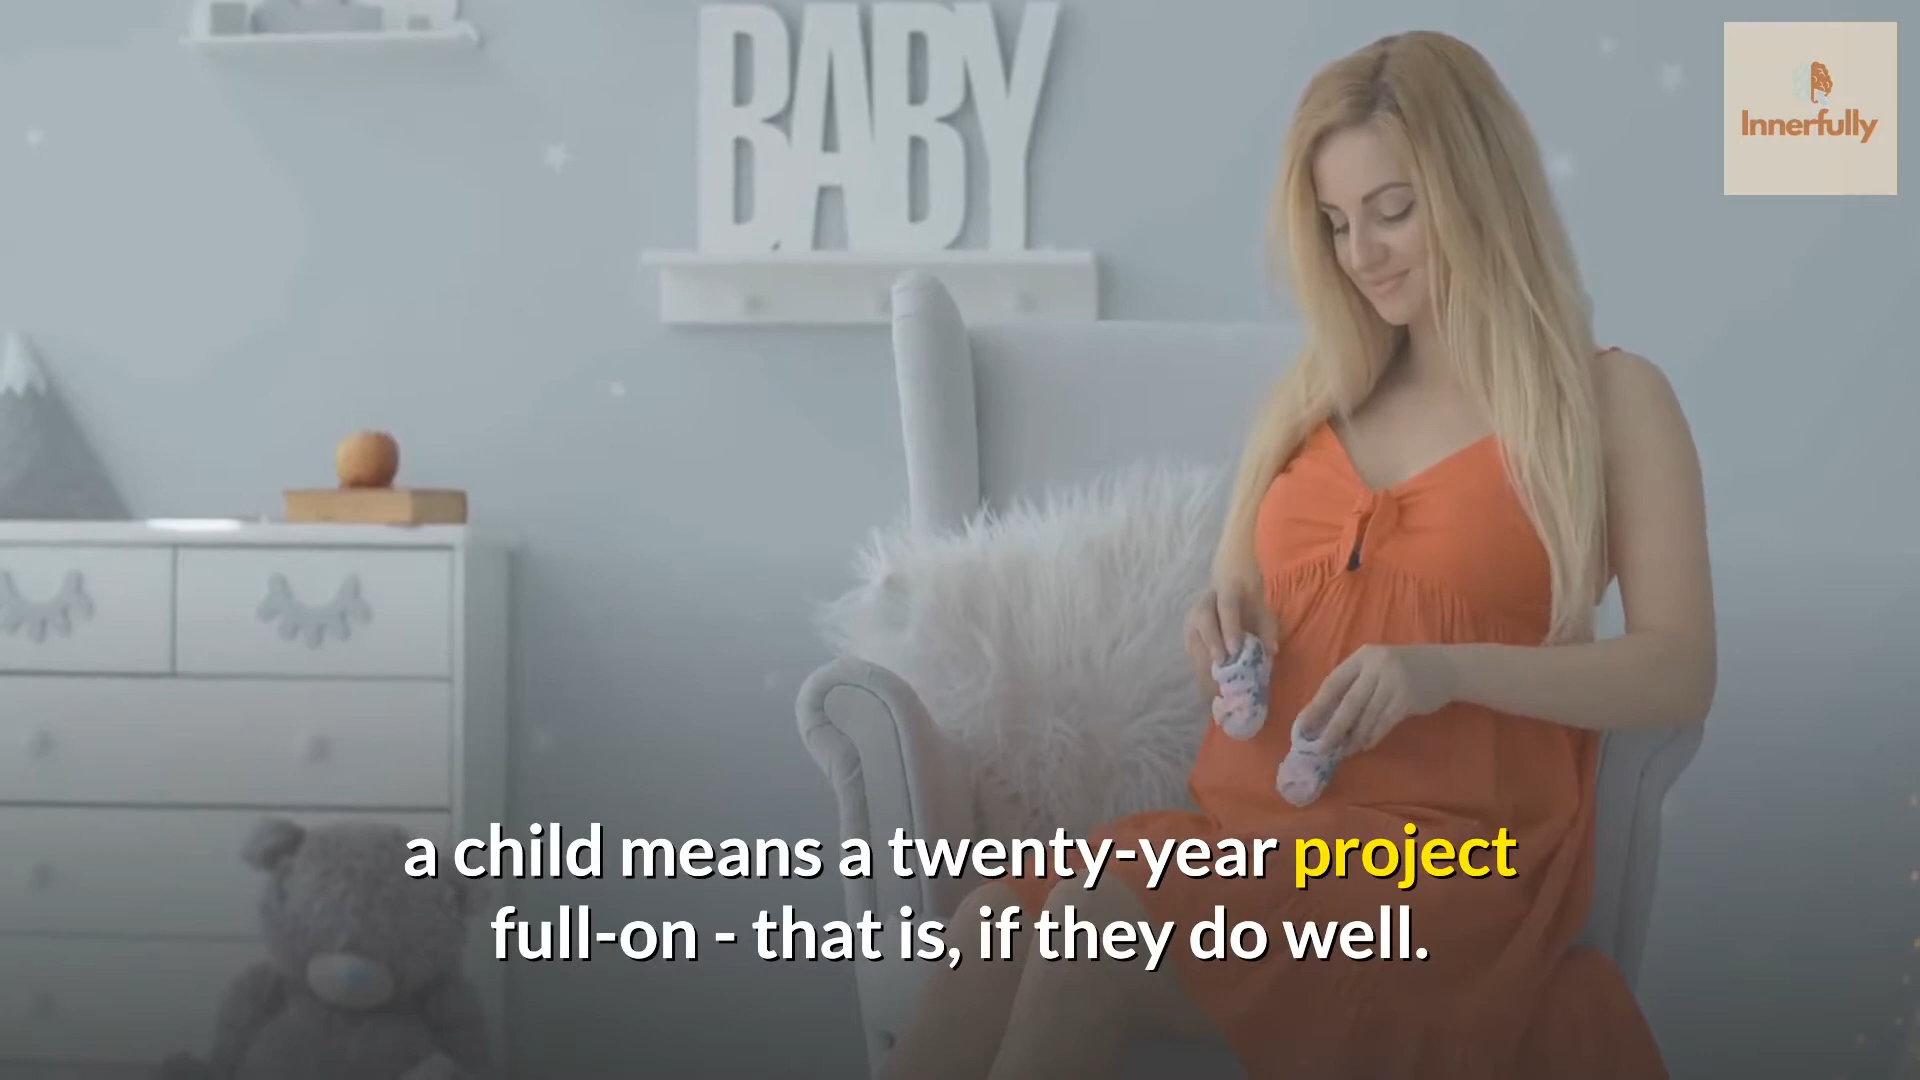 BABY
Innerfully
a child means a twenty-year project
full-on - that is, if they do well.